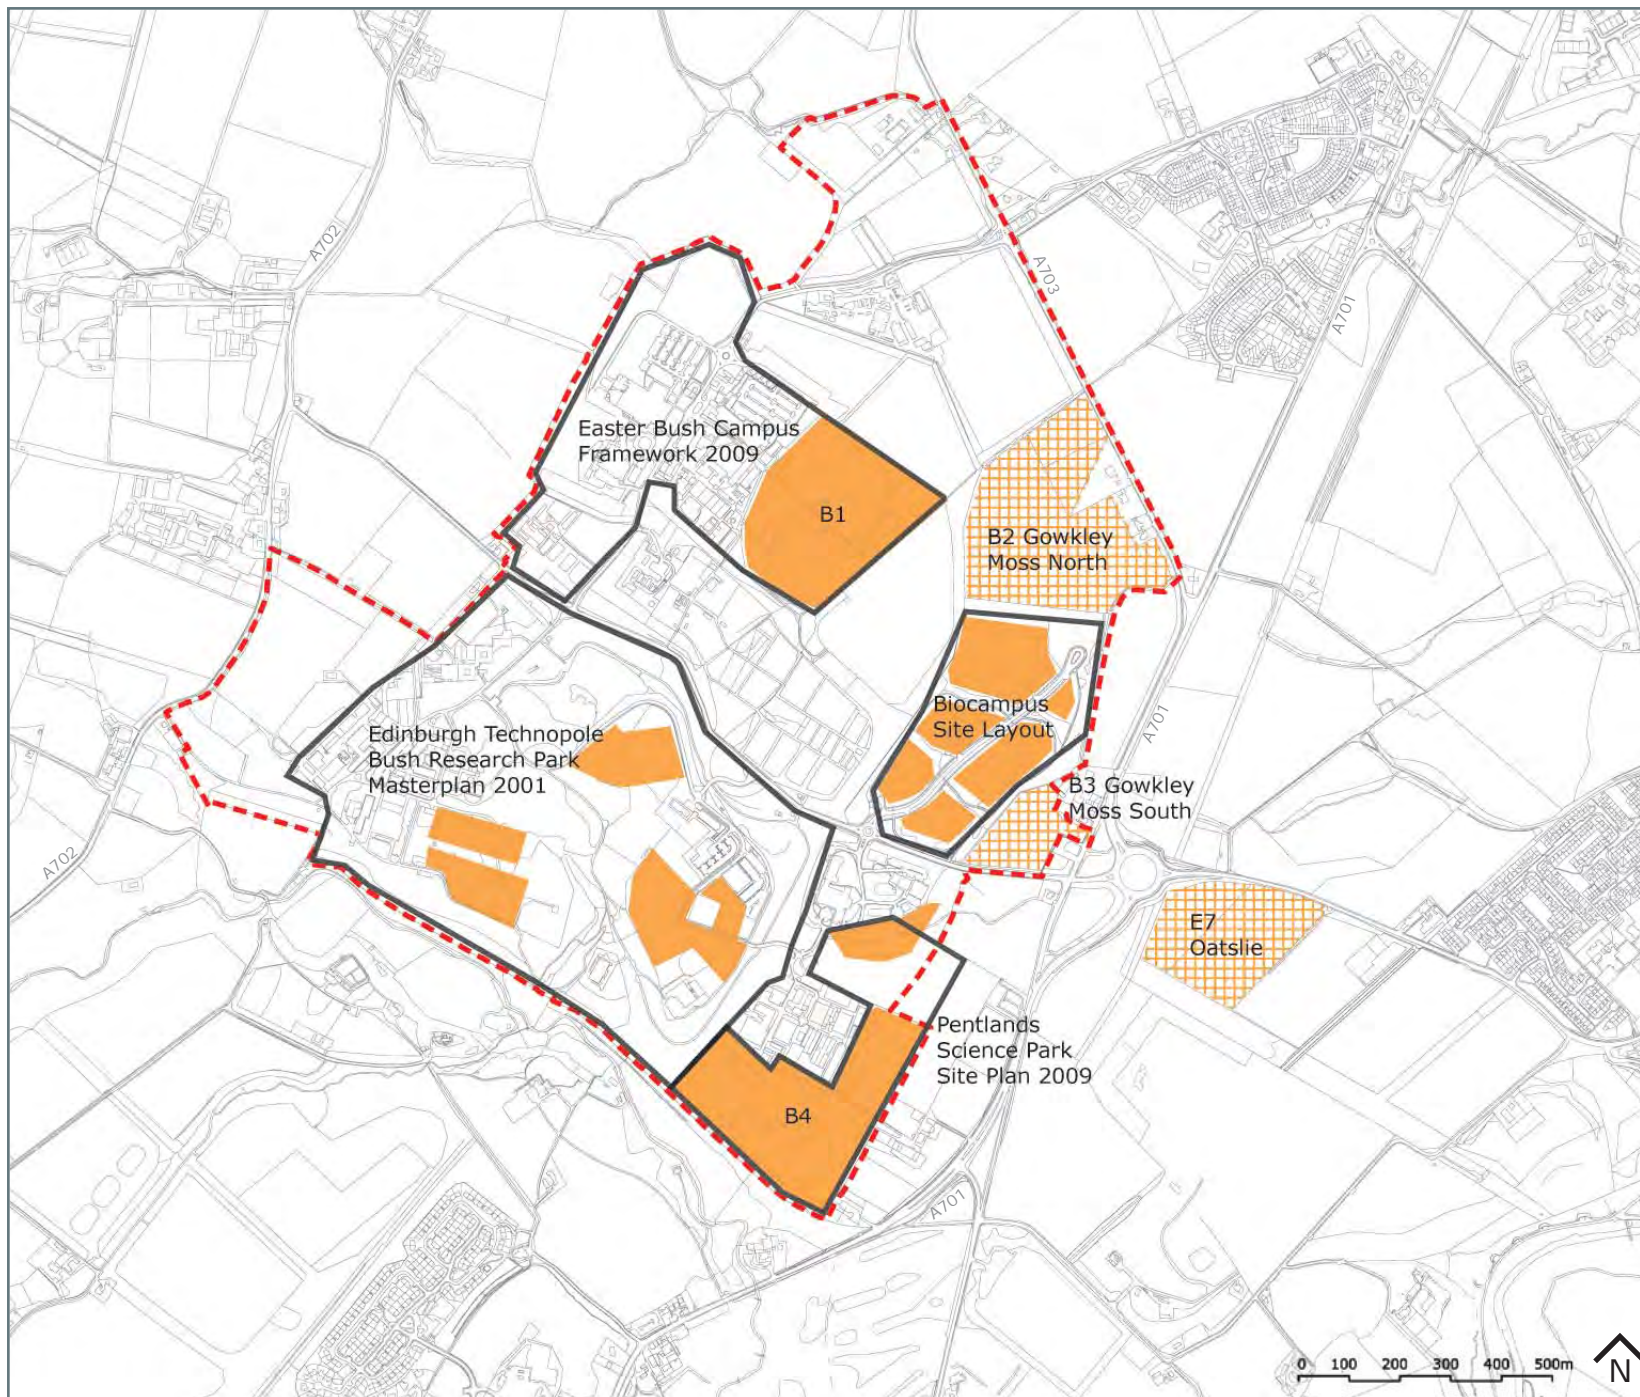 A702
A703
A701
Easter Bush Campus
Framework 2009
B1
B2 Gowkley
Moss North
Biocampus
Site Layout
A701
Edinburgh Technopole
Bush Research Park
Masterplan 2001
B3 Gowkley
Moss South
A702
E7
Oatslie
Pentlands
Science Park
Site Plan 2009
B4
A701
0 100 200 300 400 500m
N